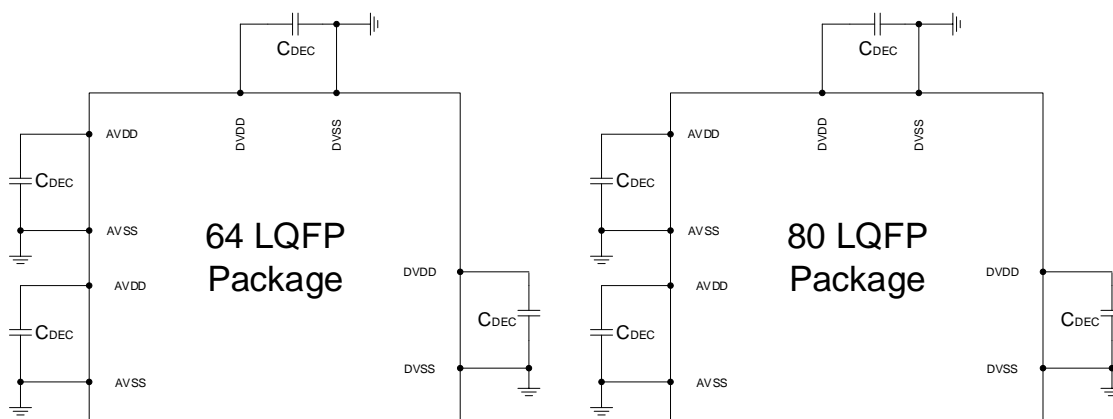 CDEC
DVDD
DVSS
AVDD
CDEC
AVSS
AVDD
CDEC
AVSS
64 LQFP
Package
DVDD
CDEC
DVSS
CDEC
DVDD
DVSS
AVDD
CDEC
AVSS
AVDD
CDEC
AVSS
80 LQFP
Package
DVDD
CDEC
DVSS